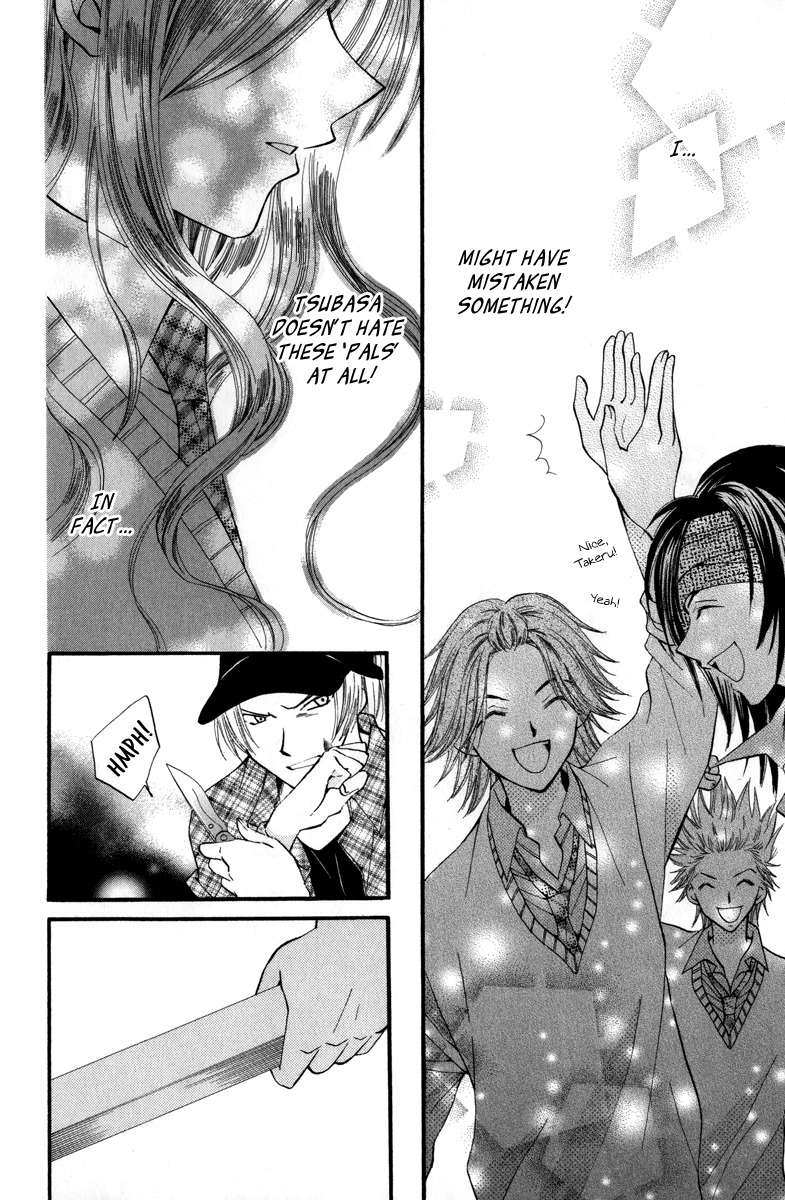 I...
MIGHT HAVE
MISTAKEN
SOMETHING!
Nice,
Takeru!
Yeah!
TSUBASA
DOESN'T HATE
THESE 'PALS'
AT ALL!
IN
FACT...
HMPH!